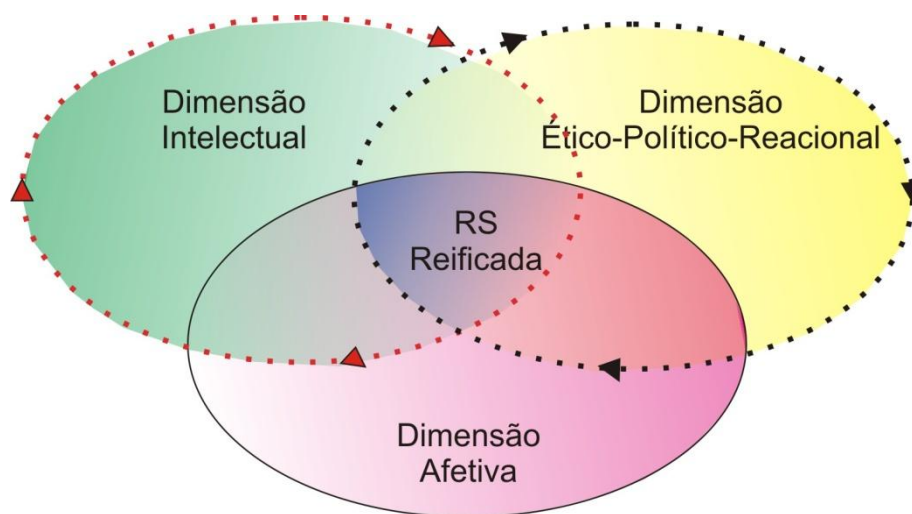 Dimensão
Intelectual
Dimensão
Ético-Político-Reacional
RS
Reificada
Dimensão
Afetiva